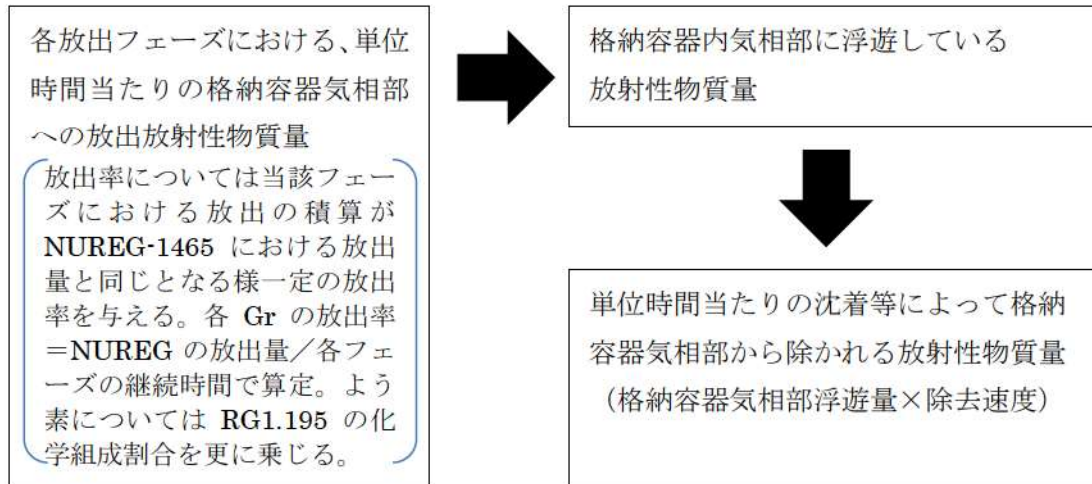 各放出フェーズにおける、単位
時間当たりの格納容器気相部
への放出放射性物質量
放出率については当該フェー
ズにおける放出の積算が
NUREG-1465 における放出
量と同じとなる様一定の放出
率を与える。各 Gr の放出率
＝NUREG の放出量／各フェ
ーズの継続時間で算定。よう
素については RG1.195 の化
学組成割合を更に乗じる。
格納容器内気相部に浮遊している
放射性物質量
単位時間当たりの沈着等によって格納
容器気相部から除かれる放射性物質量
（格納容器気相部浮遊量×除去速度）